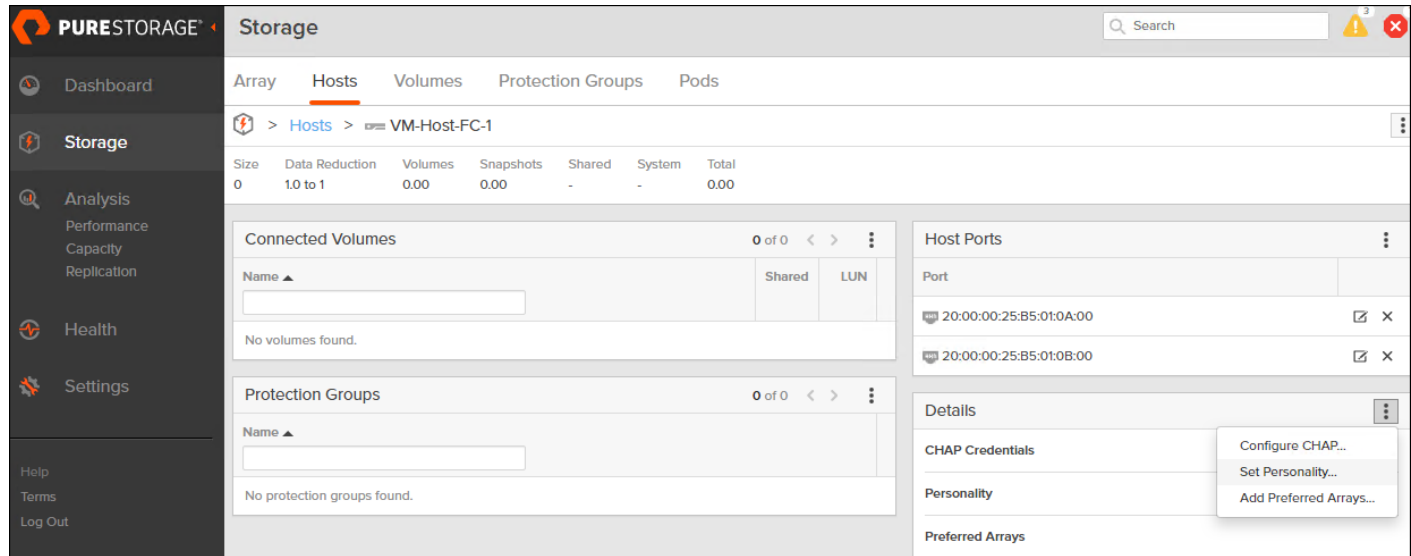 PURESTORAGE®
Storage
Search
3
Dashboard
Storage
Analysis
Performance
Capacity
Replication
Health
Settings
Help
Terms
Log Out
Array Hosts Volumes Protection Groups Pods
> Hosts > VM-Host-FC-1
Size Data Reduction Volumes Snapshots Shared System Total
0 1.0 to 1 0.00 0.00 - - 0.00
Connected Volumes 0 of 0 < >
Name Shared LUN
No volumes found.
Protection Groups 0 of 0 < >
Name
No protection groups found.
Host Ports
Port
20:00:00:25:B5:01:0A:00
20:00:00:25:B5:01:0B:00
Details
CHAP Credentials
Personality
Preferred Arrays
Configure CHAP...
Set Personality...
Add Preferred Arrays...